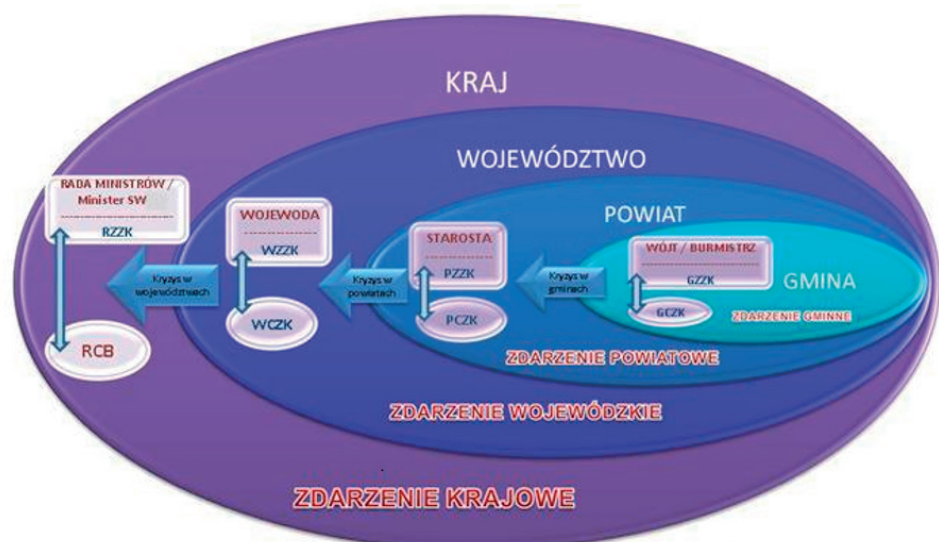 KRAJ
WOJEWÓDZTWO
POWIAT
GMINA
RADA MINISTRÓW /
Minister SW
RZZK
RCB
Kryzys w
województwach
WOJEWODA
WZZK
WCZK
Kryzys w
powiatach
STAROSTA
PZZK
PCZK
Kryzys w
gminach
WÓJT / BURMISTRZ
GZZK
GCZK
ZDARZENIE GMINNE
ZDARZENIE POWIATOWE
ZDARZENIE WOJEWÓDZKIE
ZDARZENIE KRAJOWE